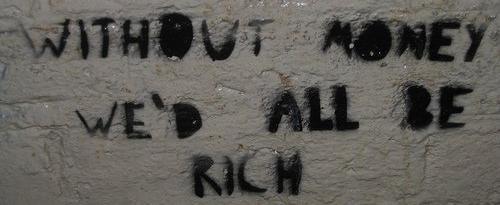 WITHOUT MONEY
WE'D ALL BE
RICH